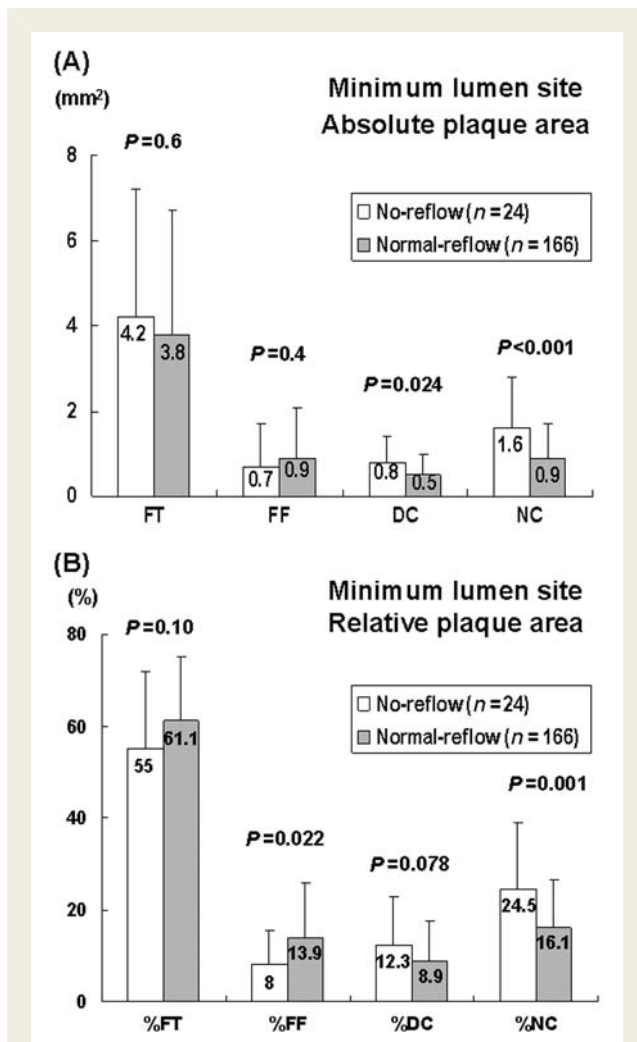 (A)
(mm²)
Minimum lumen site
Absolute plaque area
P=0.6
8
No-reflow (n=24)
Normal-reflow (n=166)
6
4
4.2
3.8
P=0.4
P=0.024
P<0.001
2
0.7
0.9
0.8
0.5
1.6
0.9
0
FT
FF
DC
NC
(B)
(%)
Minimum lumen site
Relative plaque area
80
P=0.10
No-reflow (n=24)
Normal-reflow (n=166)
60
55
61.1
P=0.001
40
P=0.022
P=0.078
20
8
13.9
12.3
8.9
24.5
16.1
0
%FT
%FF
%DC
%NC